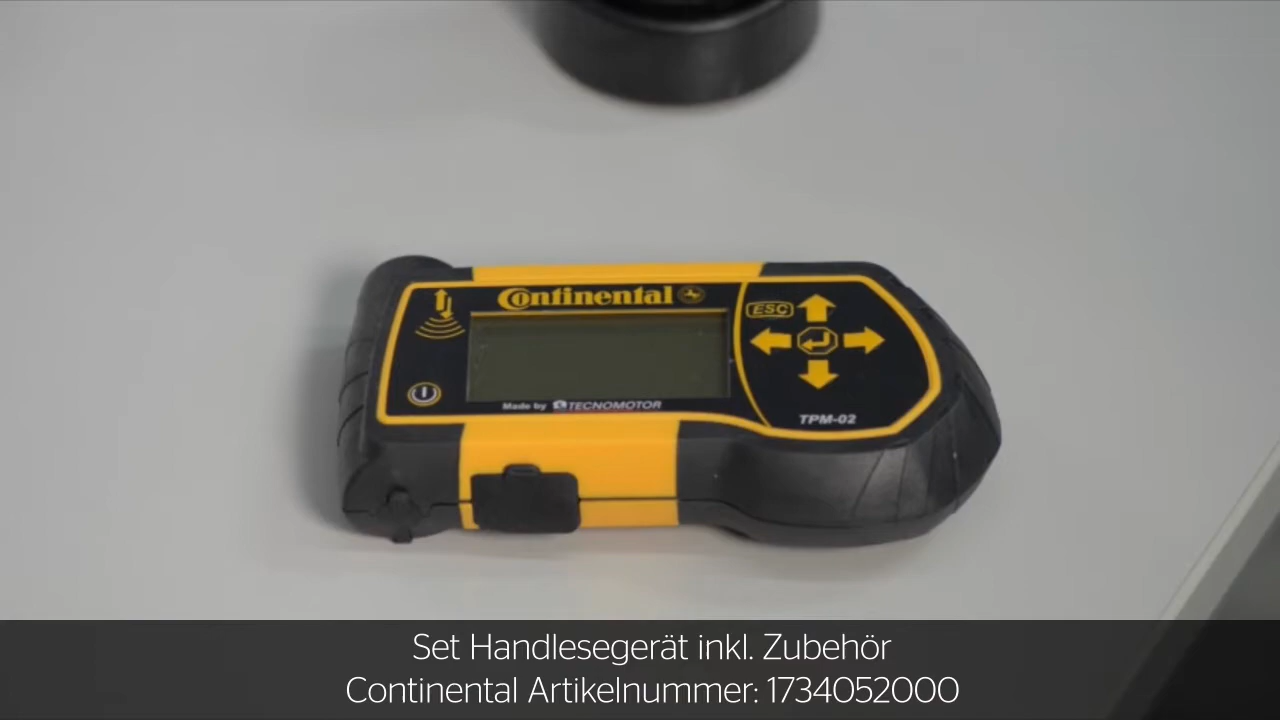 Continental
ESC
Made by TECNOMOTOR
TPM-02
Set Handlesegerät inkl. Zubehör
Continental Artikelnummer: 1734052000